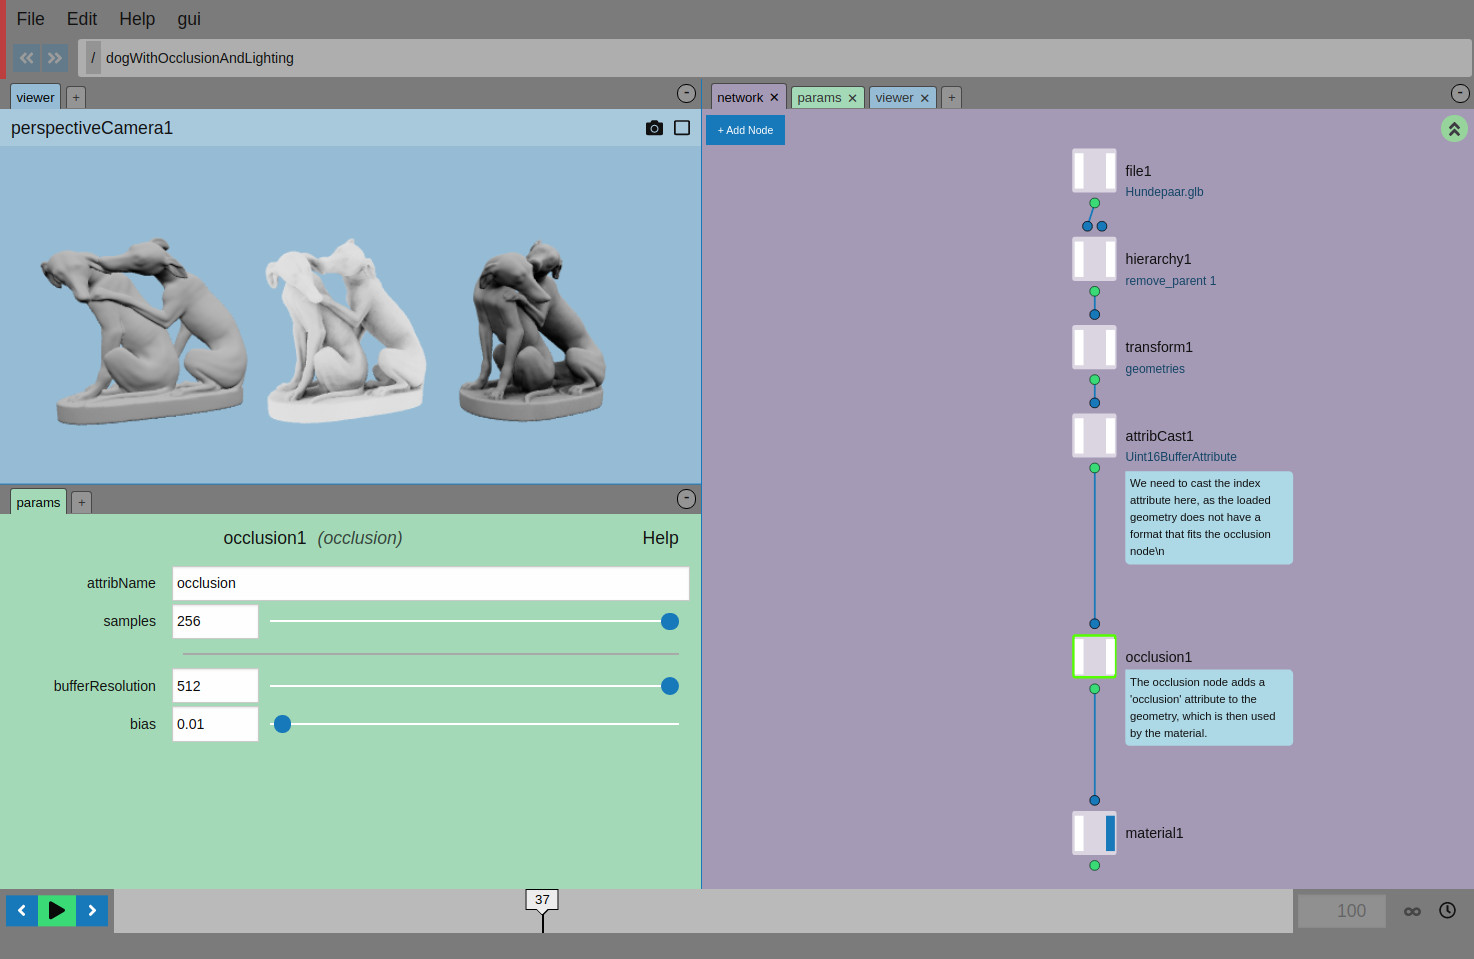 File Edit Help gui
/ dogWithOcclusionAndLighting
viewer +
-
network × params × viewer × +
-
perspectiveCamera1
+ Add Node
file1
Hundepaar.glb
hierarchy1
remove_parent 1
transform1
geometries
attribCast1
Uint16BufferAttribute
We need to cast the index
attribute here, as the loaded
geometry does not have a
format that fits the occlusion
node\n
occlusion1
The occlusion node adds a
'occlusion' attribute to the
geometry, which is then used
by the material.
material1
params +
-
occlusion1 (occlusion) Help
attribName occlusion
samples 256
bufferResolution 512
bias 0.01
37
100 ∞